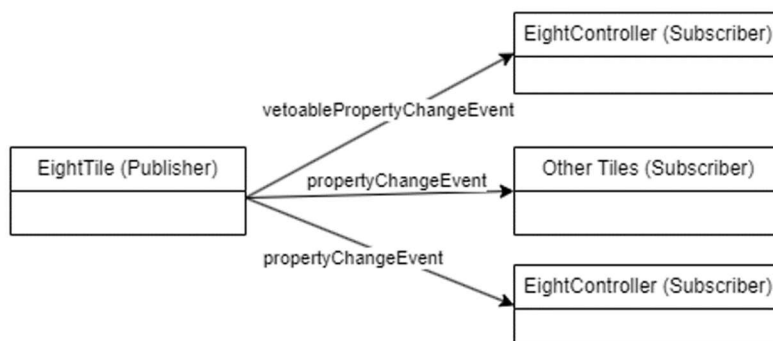 EightController (Subscriber)
vetoablePropertyChangeEvent
EightTile (Publisher)
Other Tiles (Subscriber)
propertyChangeEvent
propertyChangeEvent
EightController (Subscriber)